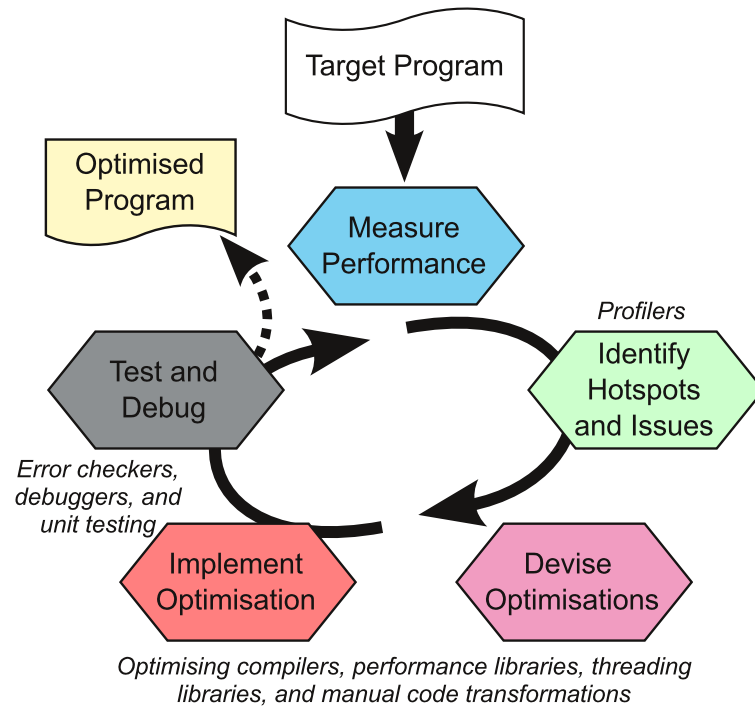 Target Program
Optimised
Program
Measure
Performance
Profilers
Identify
Hotspots
and Issues
Test and
Debug
Error checkers,
debuggers, and
unit testing
Implement
Optimisation
Devise
Optimisations
Optimising compilers, performance libraries, threading
libraries, and manual code transformations